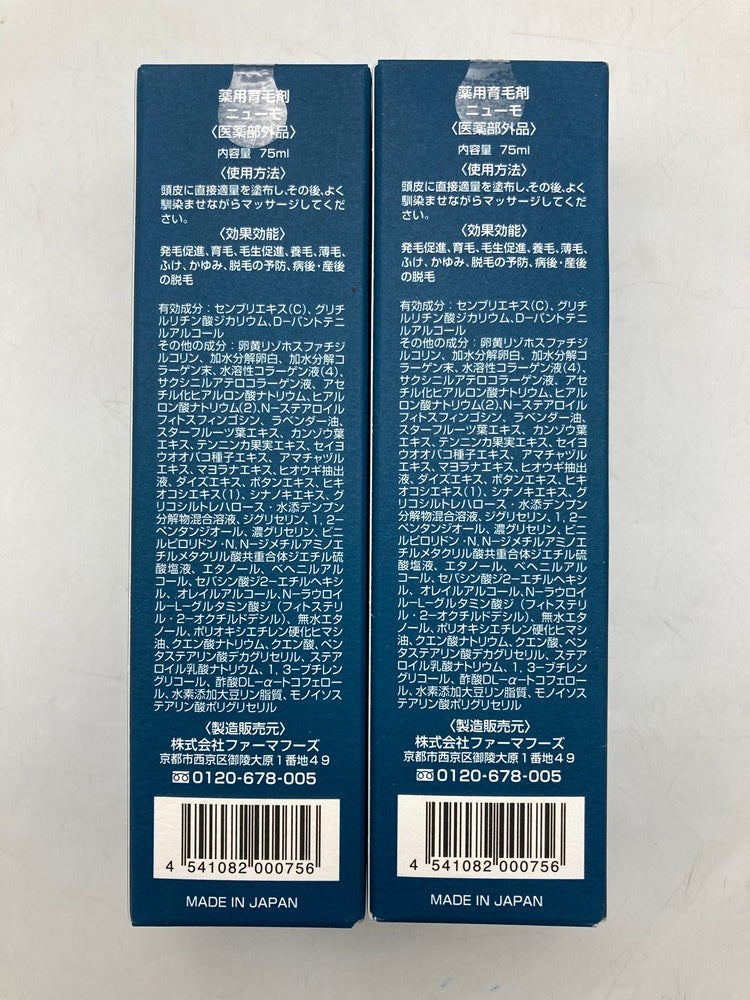 薬用育毛剤
ニューモ
〈医薬部外品〉
内容量 75ml
〈使用方法〉
頭皮に直接適量を塗布し、その後、よく
馴染ませながらマッサージしてくだ
さい。
〈効果効能〉
発毛促進、育毛、毛生促進、養毛、薄毛、
ふけ、かゆみ、脱毛の予防、病後・産後
の脱毛
有効成分：センブリエキス(C)、グリチ
ルリチン酸ジカリウム、D-パントテニ
ルアルコール
その他の成分：卵黄リゾホスファチジ
ルコリン、加水分解卵白、加水分解コ
ラーゲン末、水溶性コラーゲン液(4)、
サクシニルアテロコラーゲン液、アセ
チル化ヒアルロン酸ナトリウム、ヒアル
ロン酸ナトリウム(2)、N-ステアロイル
フィトスフィンゴシン、ラベンダー油、
スターフルーツ葉エキス、カンゾウ葉
エキス、テンニンカ果実エキス、セイヨ
ウオオバコ種子エキス、アマチャヅル
エキス、マヨラナエキス、ヒオウギ抽出
液、ダイズエキス、ボタンエキス、ヒキ
オコシエキス(1)、シナノキエキス、グ
リコシルトレハロース・水添デンプン
分解物混合溶液、ジグリセリン、1，2-
ペンタンジオール、濃グリセリン、ビニ
ルピロリドン・N，N-ジメチルアミノエ
チルメタクリル酸共重合体ジエチル硫
酸塩液、エタノール、ベヘニルアル
コール、セバシン酸ジ2-エチルヘキシ
ル、オレイルアルコール、N-ラウロイ
ル-L-グルタミン酸ジ（フィトステリ
ル・2-オクチルドデシル）、無水エタ
ノール、ポリオキシエチレン硬化ヒマシ
油、クエン酸ナトリウム、クエン酸、ペン
タステアリン酸デカグリセリル、ステア
ロイル乳酸ナトリウム、1，3-ブチレン
グリコール、酢酸DL-α-トコフェロ
ール、水素添加大豆リン脂質、モノイソス
テアリン酸ポリグリセリル
〈製造販売元〉
株式会社ファーマフーズ
京都市西京区御陵大原1番地49
0120-678-005
4 541082 000756
MADE IN JAPAN
薬用育毛剤
ニューモ
〈医薬部外品〉
内容量 75ml
〈使用方法〉
頭皮に直接適量を塗布し、その後、よく
馴染ませながらマッサージしてくだ
さい。
〈効果効能〉
発毛促進、育毛、毛生促進、養毛、薄毛、
ふけ、かゆみ、脱毛の予防、病後・産後
の脱毛
有効成分：センブリエキス(C)、グリチ
ルリチン酸ジカリウム、D-パントテニ
ルアルコール
その他の成分：卵黄リゾホスファチジ
ルコリン、加水分解卵白、加水分解コ
ラーゲン末、水溶性コラーゲン液(4)、
サクシニルアテロコラーゲン液、アセ
チル化ヒアルロン酸ナトリウム、ヒアル
ロン酸ナトリウム(2)、N-ステアロイル
フィトスフィンゴシン、ラベンダー油、
スターフルーツ葉エキス、カンゾウ葉
エキス、テンニンカ果実エキス、セイヨ
ウオオバコ種子エキス、アマチャヅル
エキス、マヨラナエキス、ヒオウギ抽出
液、ダイズエキス、ボタンエキス、ヒキ
オコシエキス(1)、シナノキエキス、グ
リコシルトレハロース・水添デンプン
分解物混合溶液、ジグリセリン、1，2-
ペンタンジオール、濃グリセリン、ビニ
ルピロリドン・N，N-ジメチルアミノエ
チルメタクリル酸共重合体ジエチル硫
酸塩液、エタノール、ベヘニルアル
コール、セバシン酸ジ2-エチルヘキシ
ル、オレイルアルコール、N-ラウロイ
ル-L-グルタミン酸ジ（フィトステリ
ル・2-オクチルドデシル）、無水エタ
ノール、ポリオキシエチレン硬化ヒマシ
油、クエン酸ナトリウム、クエン酸、ペン
タステアリン酸デカグリセリル、ステア
ロイル乳酸ナトリウム、1，3-ブチレン
グリコール、酢酸DL-α-トコフェロー
ル、水素添加大豆リン脂質、モノイソス
テアリン酸ポリグリセリル
〈製造販売元〉
株式会社ファーマフーズ
京都市西京区御陵大原1番地49
0120-678-005
4 541082 000756
MADE IN JAPAN